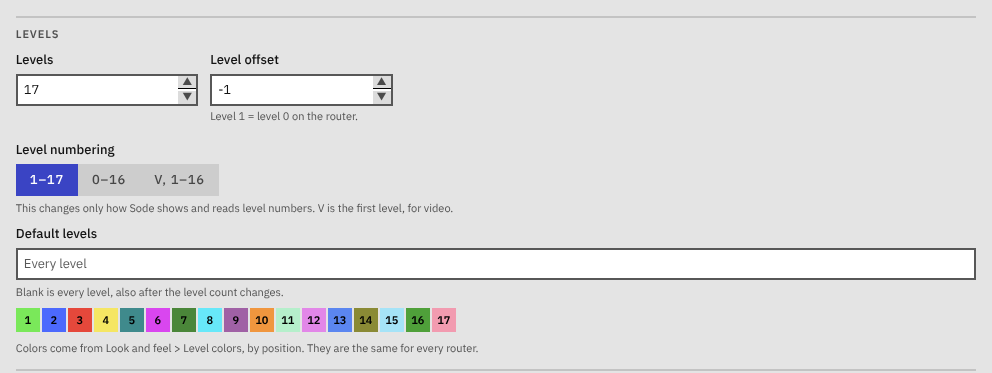 LEVELS
Levels
Level offset
17
-1
Level 1 = level 0 on the router.
Level numbering
1–17 0–16 V, 1–16
This changes only how Sode shows and reads level numbers. V is the first level, for video.
Default levels
Every level
Blank is every level, also after the level count changes.
1 2 3 4 5 6 7 8 9 10 11 12 13 14 15 16 17
Colors come from Look and feel > Level colors, by position. They are the same for every router.